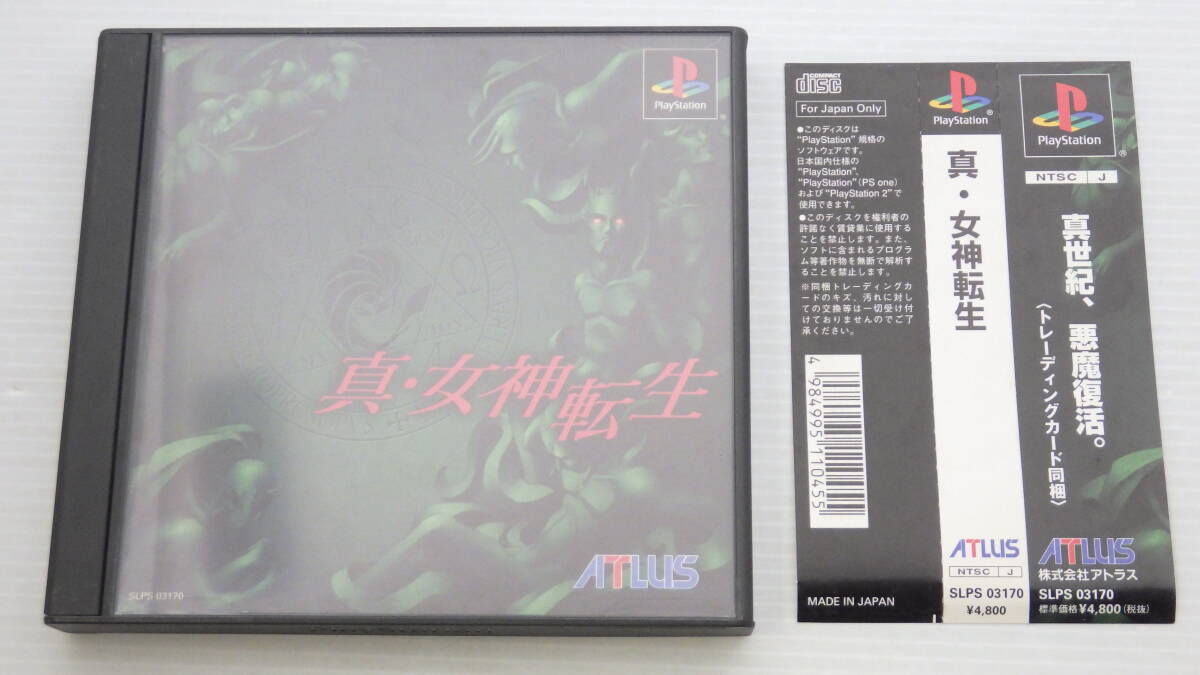 PlayStation
真・女神転生
ATLUS
SLPS 03170
COMPACT
disc
For Japan Only
●このディスクは
“PlayStation” 規格の
ソフトウェアです。
日本国内仕様の
“PlayStation”,
“PlayStation” (PS one)
および“PlayStation 2”で
使用できます。
●このディスクを権利者の
許諾なく賃貸業に使用する
ことを禁止します。また、
ソフトに含まれるプログラ
ム等著作物を無断で解析す
ることを禁止します。
※同梱トレーディングカ
ードのキズ、汚れに対し
ての交換等は一切受け付
けておりませんのでご了
承ください。
4984995110455
MADE IN JAPAN
PlayStation
真・女神転生
ATLUS
NTSC J
SLPS 03170
¥4,800
PlayStation
NTSC J
真世紀、悪魔復活。
〈トレーディングカード同梱〉
ATLUS
株式会社アトラス
SLPS 03170
標準価格¥4,800(税抜)